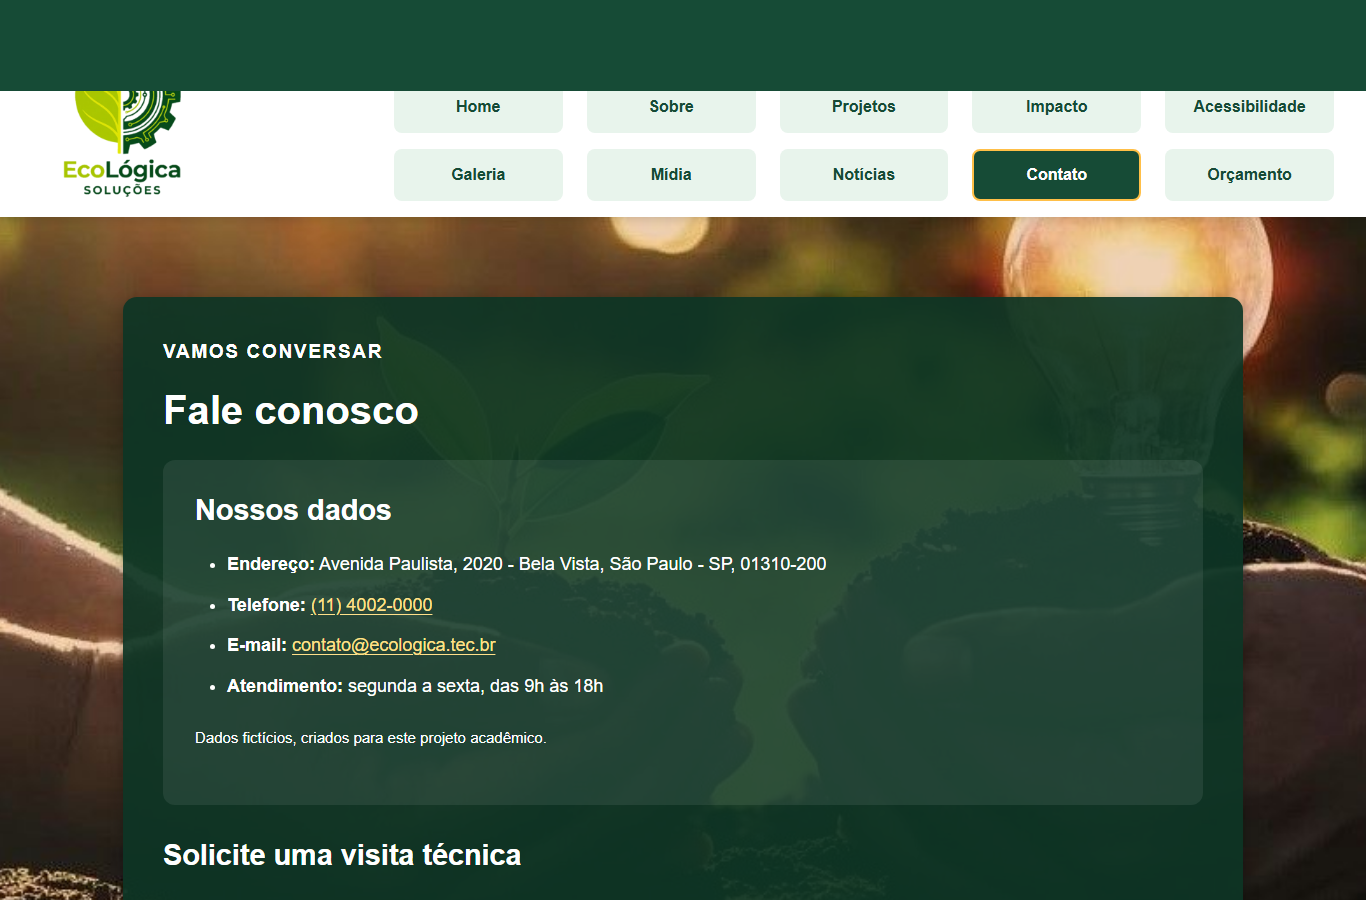 Home
Sobre
Projetos
Impacto
Acessibilidade
EcoLógica
SOLUÇÕES
Galeria
Mídia
Notícias
Contato
Orçamento
VAMOS CONVERSAR
Fale conosco
Nossos dados
Endereço: Avenida Paulista, 2020 - Bela Vista, São Paulo - SP, 01310-200
Telefone: (11) 4002-0000
E-mail: contato@ecologica.tec.br
Atendimento: segunda a sexta, das 9h às 18h
Dados fictícios, criados para este projeto acadêmico.
Solicite uma visita técnica